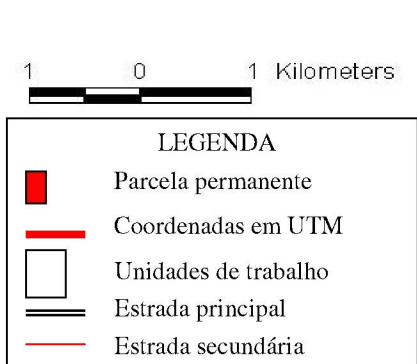 1 0 1 Kilometers
LEGENDA
Parcela permanente
Coordenadas em UTM
Unidades de trabalho
Estrada principal
Estrada secundária